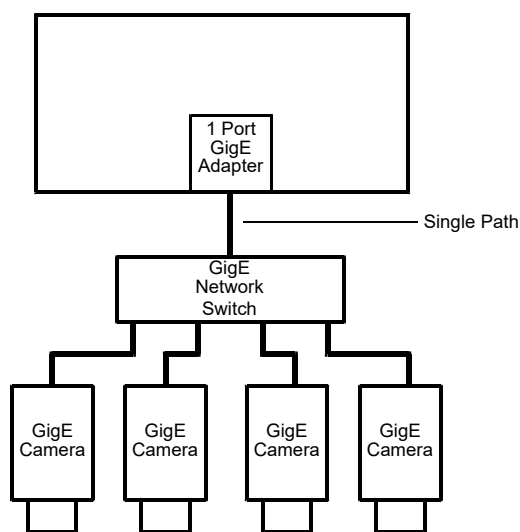 1 Port
GigE
Adapter
Single Path
GigE
Network
Switch
GigE
Camera
GigE
Camera
GigE
Camera
GigE
Camera